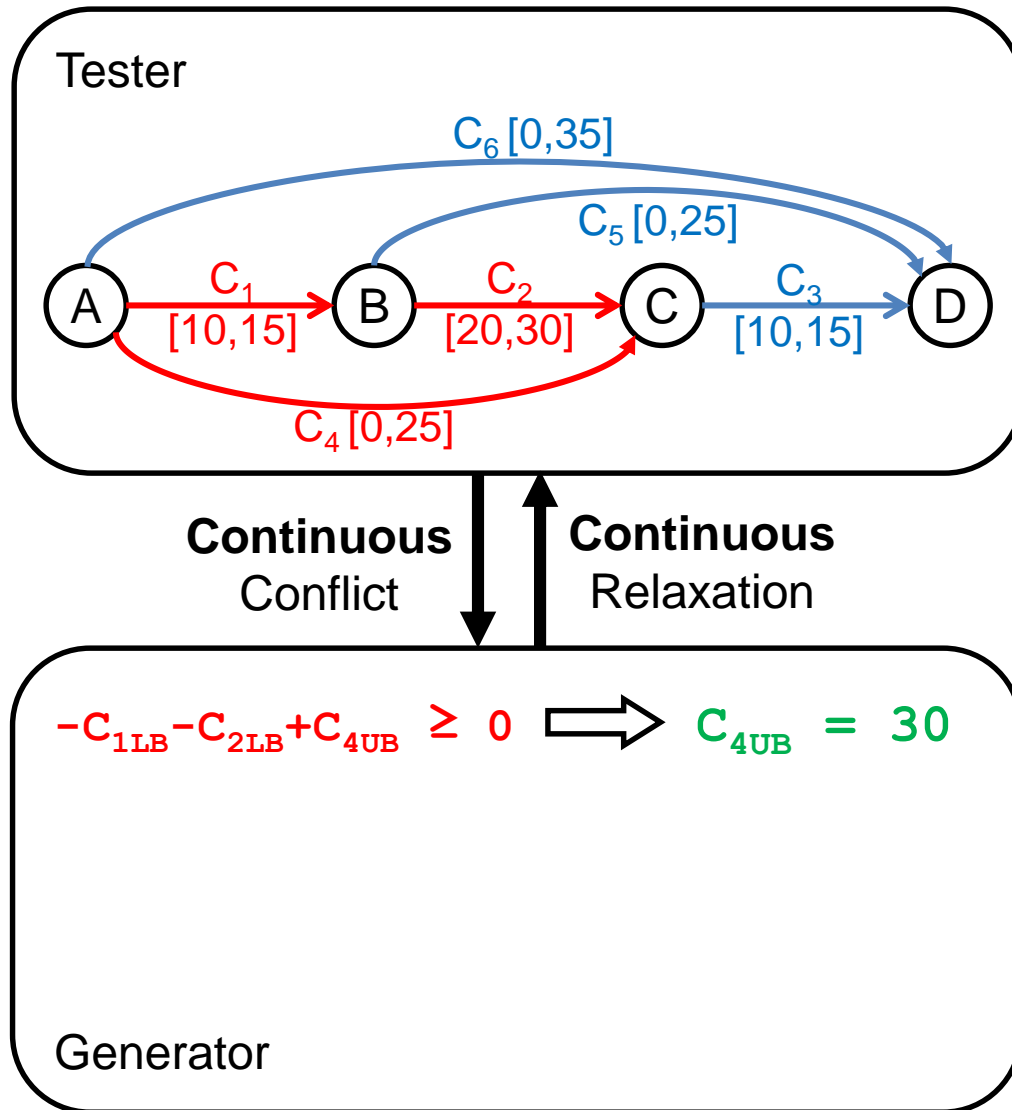 Tester
C6 [0,35]
C5 [0,25]
A
C1
[10,15]
B
C2
[20,30]
C
C3
[10,15]
D
C4 [0,25]
Continuous
Conflict
Continuous
Relaxation
-C1LB-C2LB+C4UB ≥ 0
C4UB = 30
Generator